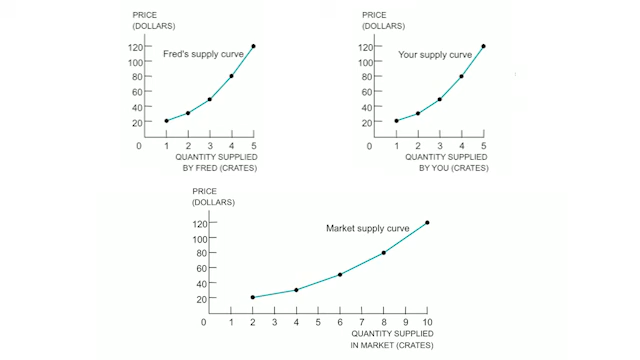 PRICE
(DOLLARS)
Fred's supply curve
120
100
80
60
40
20
0 1 2 3 4 5
QUANTITY SUPPLIED
BY FRED (CRATES)
PRICE
(DOLLARS)
Your supply curve
120
100
80
60
40
20
0 1 2 3 4 5
QUANTITY SUPPLIED
BY YOU (CRATES)
PRICE
(DOLLARS)
Market supply curve
120
100
80
60
40
20
0 1 2 3 4 5 6 7 8 9 10
QUANTITY SUPPLIED
IN MARKET (CRATES)